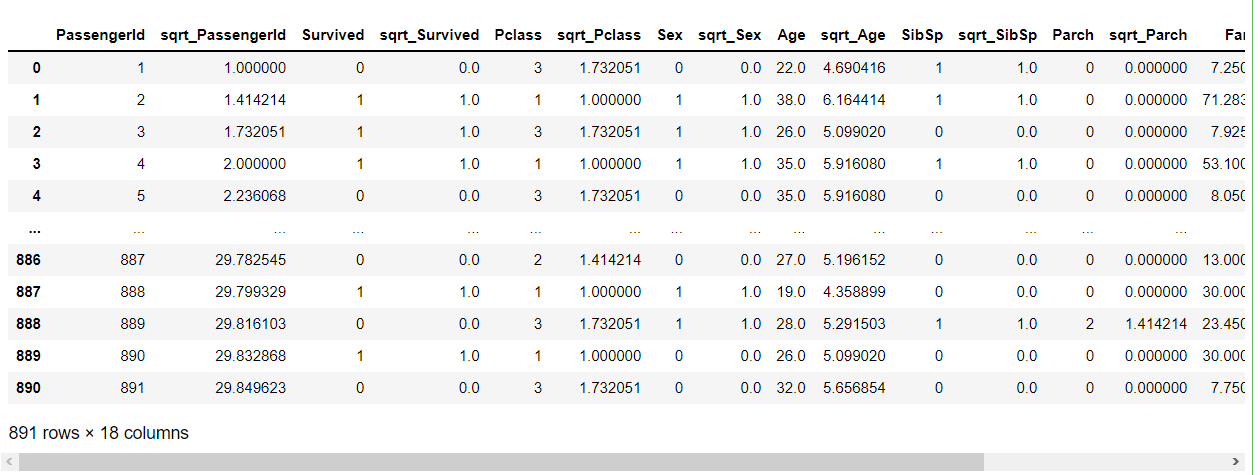 PassengerId sqrt_PassengerId Survived sqrt_Survived Pclass sqrt_Pclass Sex sqrt_Sex Age sqrt_Age SibSp sqrt_SibSp Parch sqrt_Parch
0 1 1.000000 0 0.0 3 1.732051 0 0.0 22.0 4.690416 1 1.0 0 0.000000 7.250
1 2 1.414214 1 1.0 1 1.000000 1 1.0 38.0 6.164414 1 1.0 0 0.000000 71.283
2 3 1.732051 1 1.0 3 1.732051 1 1.0 26.0 5.099020 0 0.0 0 0.000000 7.925
3 4 2.000000 1 1.0 1 1.000000 1 1.0 35.0 5.916080 1 1.0 0 0.000000 53.100
4 5 2.236068 0 0.0 3 1.732051 0 0.0 35.0 5.916080 0 0.0 0 0.000000 8.050
... ... ... ... ... ... ... ... ... ... ... ... ... ... ...
886 887 29.782545 0 0.0 2 1.414214 0 0.0 27.0 5.196152 0 0.0 0 0.000000 13.000
887 888 29.799329 1 1.0 1 1.000000 1 1.0 19.0 4.358899 0 0.0 0 0.000000 30.000
888 889 29.816103 0 0.0 3 1.732051 1 1.0 28.0 5.291503 1 1.0 2 1.414214 23.450
889 890 29.832868 1 1.0 1 1.000000 0 0.0 26.0 5.099020 0 0.0 0 0.000000 30.000
890 891 29.849623 0 0.0 3 1.732051 0 0.0 32.0 5.656854 0 0.0 0 0.000000 7.750
891 rows × 18 columns